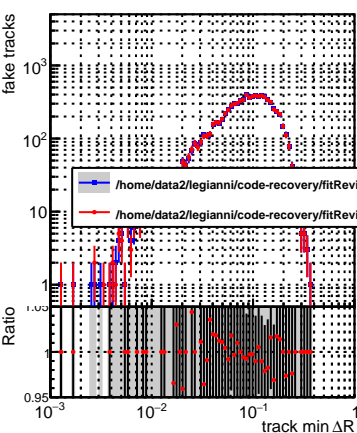 fake tracks
10³
10²
/home/data2/legianni/code-recovery/fitRevi
/home/data2/legianni/code-recovery/fitRevi
10
1
Ratio
1.05
1
0.95
10⁻³ 10⁻² 10⁻¹ 1
track min ΔR